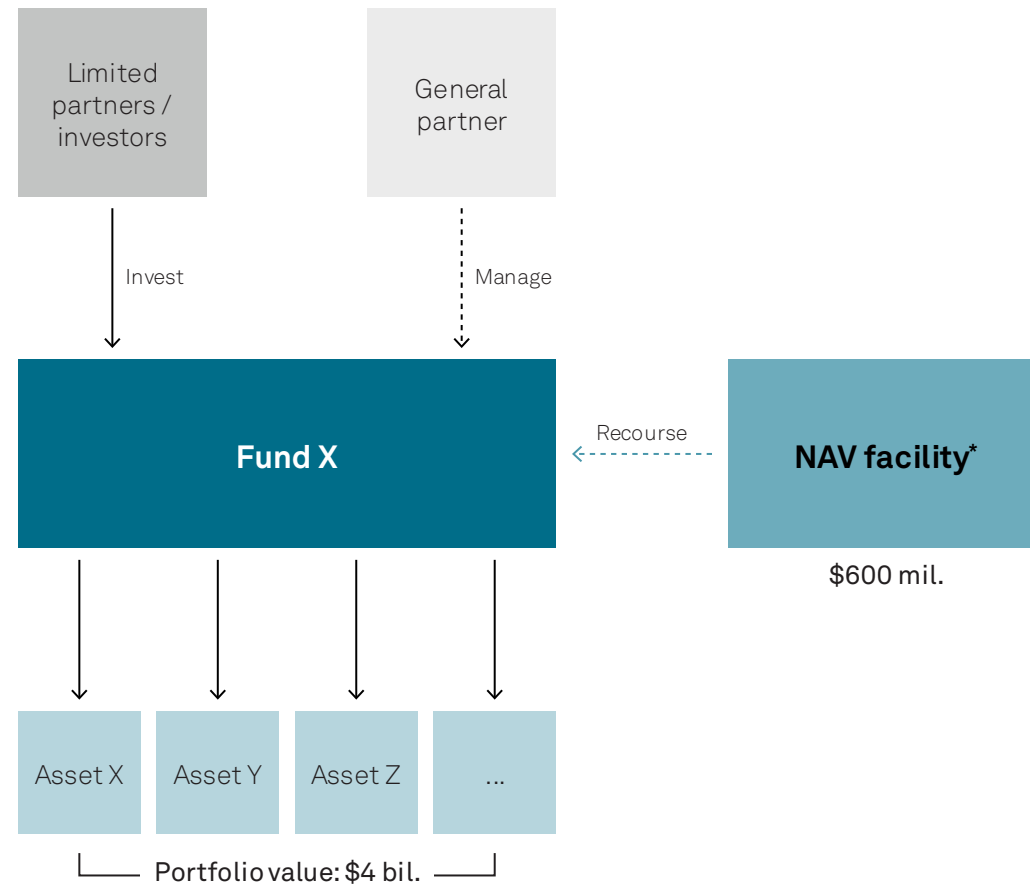 Limited
partners /
investors
General
partner
Invest
Manage
Fund X
Recourse
NAV facility*
$600 mil.
Asset X
Asset Y
Asset Z
...
Portfolio value: $4 bil.